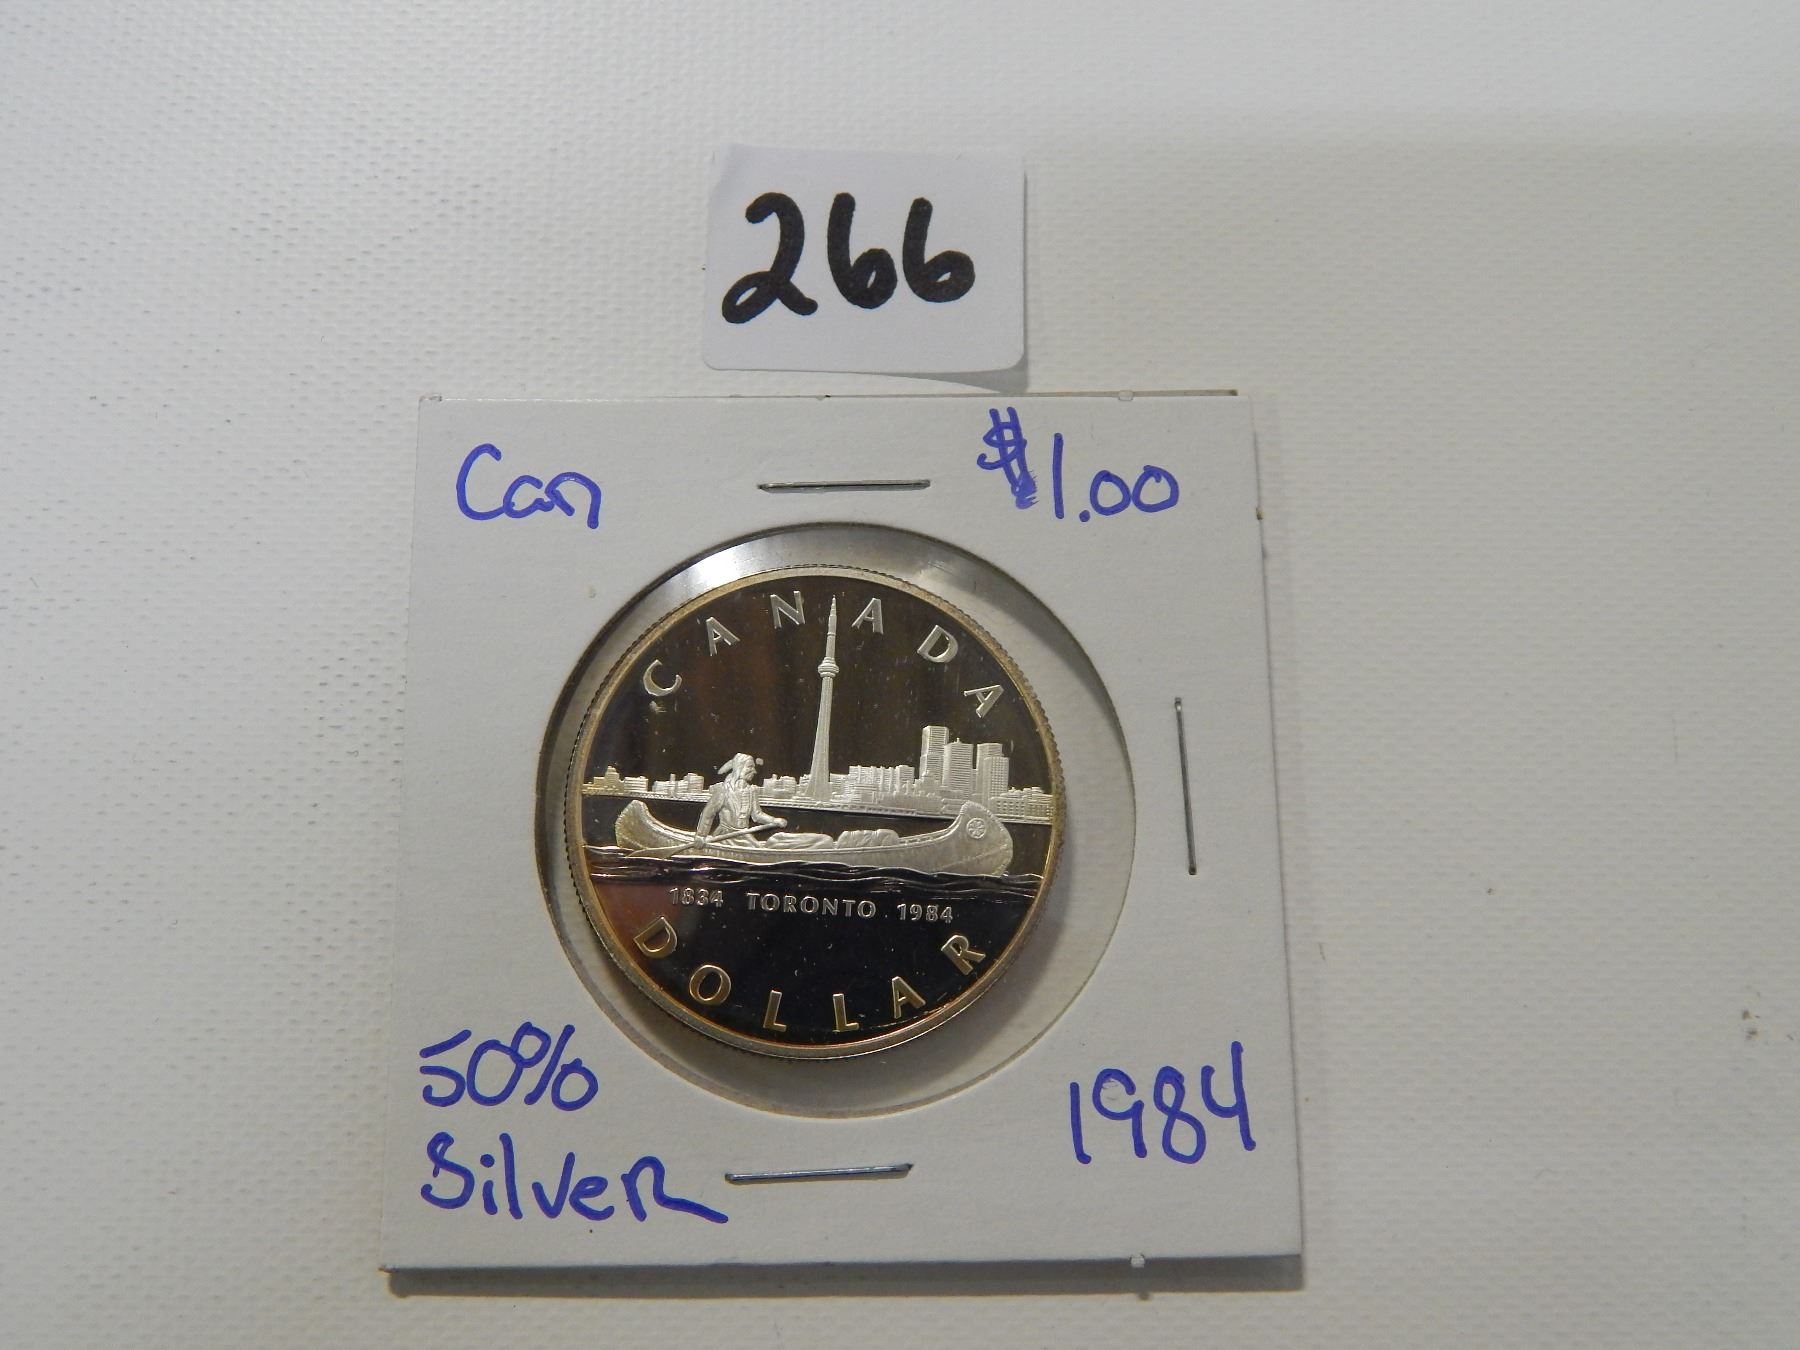 266
Can
$1.00
CANADA
1834 TORONTO 1984
DOLLAR
50%
Silver
1984